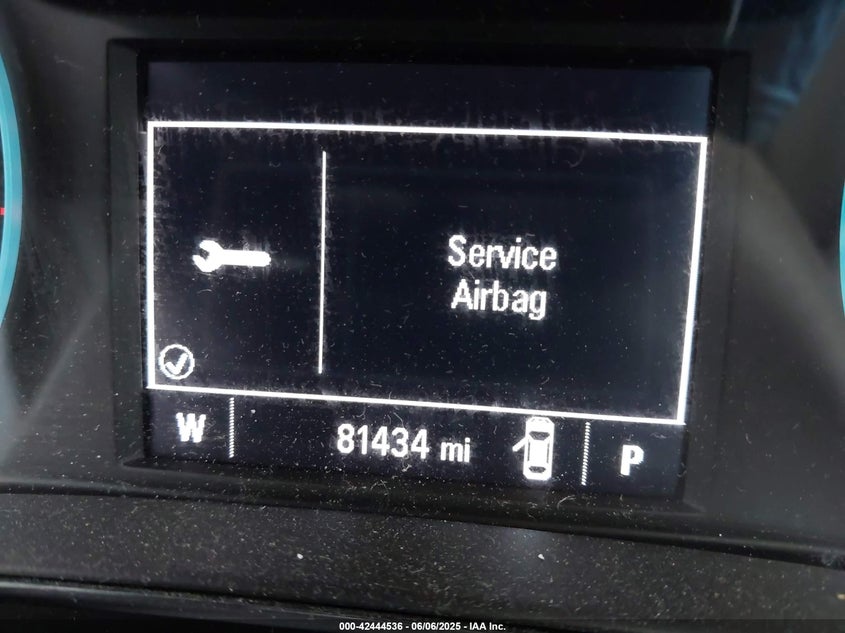 Service
Airbag
W
81434 mi
P
000-42444536 - 06/06/2025 - IAA Inc.